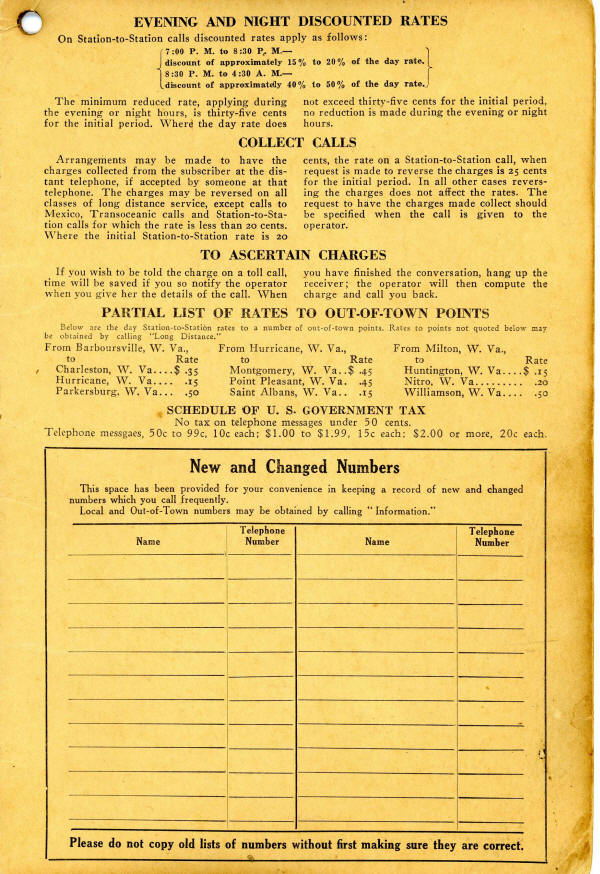 EVENING AND NIGHT DISCOUNTED RATES
On Station-to-Station calls discounted rates apply as follows:
7:00 P. M. to 8:30 P. M.—
discount of approximately 15% to 20% of the day rate.
8:30 P. M. to 4:30 A. M.—
discount of approximately 40% to 50% of the day rate.
The minimum reduced rate, applying during
the evening or night hours, is thirty-five cents
for the initial period. Where the day rate does
not exceed thirty-five cents for the initial period,
no reduction is made during the evening or night
hours.
COLLECT CALLS
Arrangements may be made to have the
charges collected from the subscriber at the dis-
tant telephone, if accepted by someone at that
telephone. The charges may be reversed on all
classes of long distance service, except calls to
Mexico, Transoceanic calls and Station-to-Sta-
tion calls for which the rate is less than 20 cents.
Where the initial Station-to-Station rate is 20
cents, the rate on a Station-to-Station call, when
request is made to reverse the charges is 25 cents
for the initial period. In all other cases revers-
ing the charges does not affect the rates. The
request to have the charges made collect should
be specified when the call is given to the
operator.
TO ASCERTAIN CHARGES
If you wish to be told the charge on a toll call,
time will be saved if you so notify the operator
when you give her the details of the call. When
you have finished the conversation, hang up the
receiver; the operator will then compute the
charge and call you back.
PARTIAL LIST OF RATES TO OUT-OF-TOWN POINTS
Below are the day Station-to-Station rates to a number of out-of-town points. Rates to points not quoted below may
be obtained by calling "Long Distance."
From Barboursville, W. Va.,
to Rate
Charleston, W. Va....$ .35
Hurricane, W. Va.... .15
Parkersburg, W. Va... .50
From Hurricane, W. Va.,
to Rate
Montgomery, W. Va..$ .45
Point Pleasant, W. Va. .45
Saint Albans, W. Va.. .15
From Milton, W. Va.,
to Rate
Huntington, W. Va....$ .15
Nitro, W. Va......... .20
Williamson, W. Va.... .50
SCHEDULE OF U. S. GOVERNMENT TAX
No tax on telephone messages under 50 cents.
Telephone messgaes, 50c to 99c, 10c each; $1.00 to $1.99, 15c each; $2.00 or more, 20c each.
New and Changed Numbers
This space has been provided for your convenience in keeping a record of new and changed
numbers which you call frequently.
Local and Out-of-Town numbers may be obtained by calling "Information."
Name Telephone Number Name Telephone Number
Please do not copy old lists of numbers without first making sure they are correct.